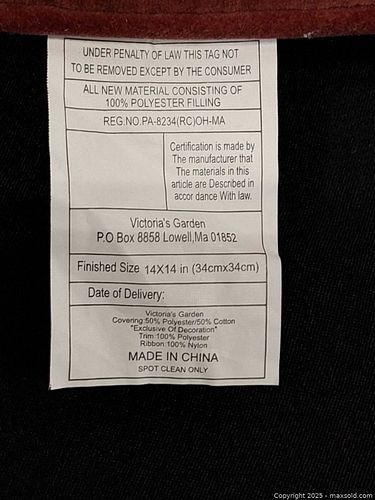 UNDER PENALTY OF LAW THIS TAG NOT
TO BE REMOVED EXCEPT BY THE CONSUMER
ALL NEW MATERIAL CONSISTING OF
100% POLYESTER FILLING
REG.NO.PA-8234(RC)OH-MA
Certification is made by
The manufacturer that
The materials in this
article are Described in
accor dance With law.
Victoria's Garden
P.O Box 8858 Lowell,Ma 01852
Finished Size 14X14 in (34cmx34cm)
Date of Delivery:
Victoria's Garden
Covering:50% Polyester/50% Cotton
"Exclusive Of Decoration"
Trim:100% Polyester
Ribbon:100% Nylon
MADE IN CHINA
SPOT CLEAN ONLY
Copyright 2025 - maxsold.com